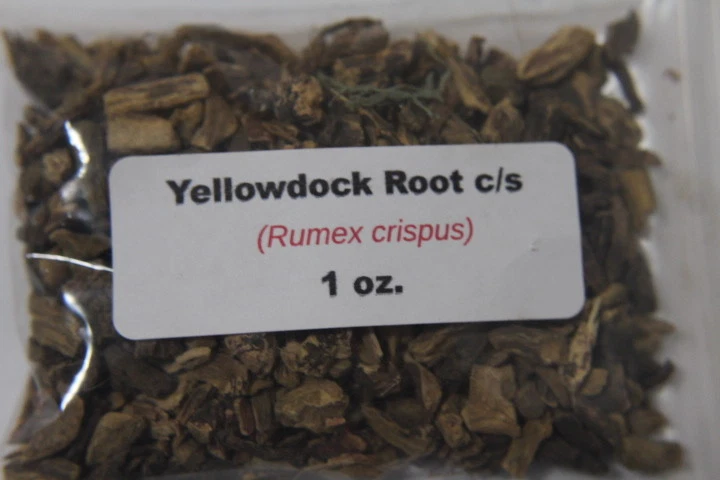 Yellowdock Root c/s
(Rumex crispus)
1 oz.